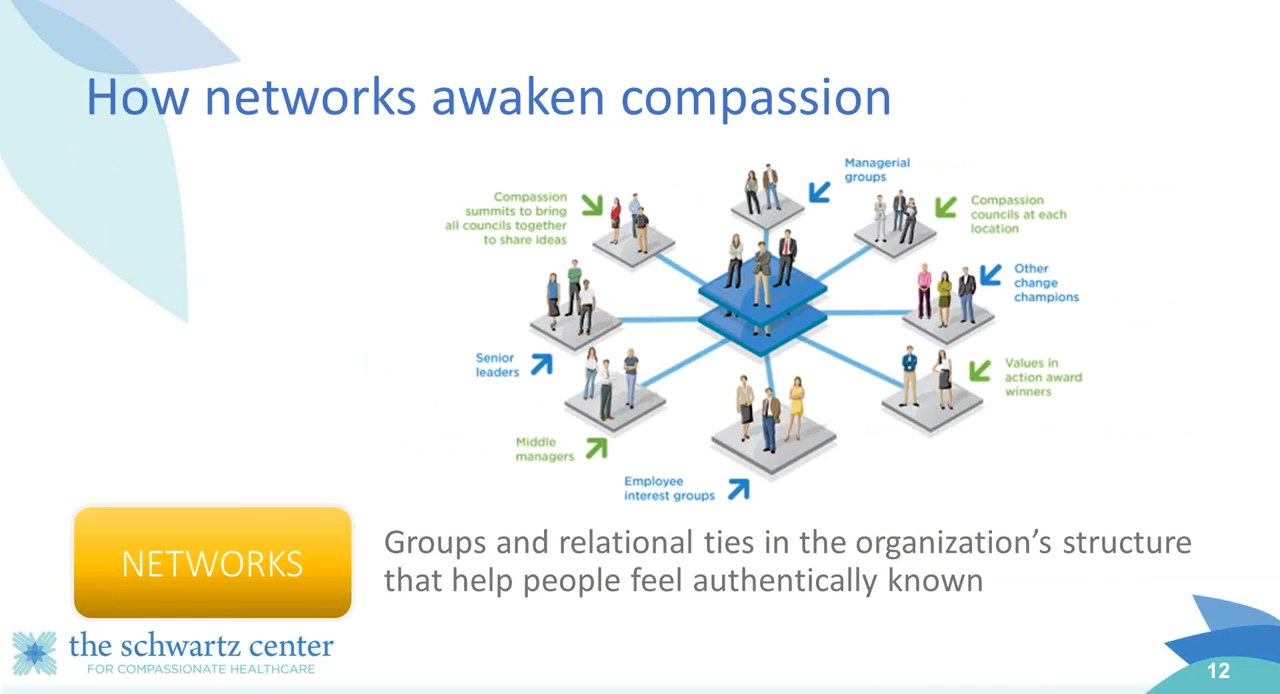 How networks awaken compassion
Managerial
groups
Compassion
summits to bring
all councils together
to share ideas
Compassion
councils at each
location
Other
change
champions
Senior
leaders
Values in
action award
winners
Middle
managers
Employee
interest groups
NETWORKS
Groups and relational ties in the organization’s structure
that help people feel authentically known
the schwartz center
FOR COMPASSIONATE HEALTHCARE
12